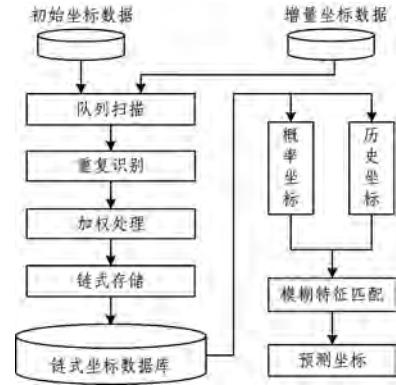 初始坐标数据
增量坐标数据
队列扫描
重复识别
加权处理
链式存储
链式坐标数据库
概率坐标
历史坐标
模糊特征匹配
预测坐标